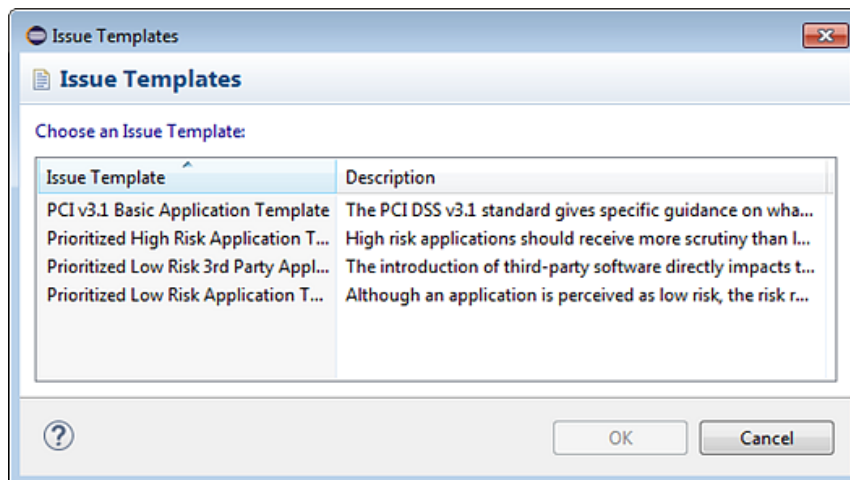 Issue Templates
Issue Templates
Choose an Issue Template:
Issue Template Description
PCI v3.1 Basic Application Template The PCI DSS v3.1 standard gives specific guidance on wha...
Prioritized High Risk Application T... High risk applications should receive more scrutiny than l...
Prioritized Low Risk 3rd Party Appl... The introduction of third-party software directly impacts t...
Prioritized Low Risk Application T... Although an application is perceived as low risk, the risk r...
? OK Cancel